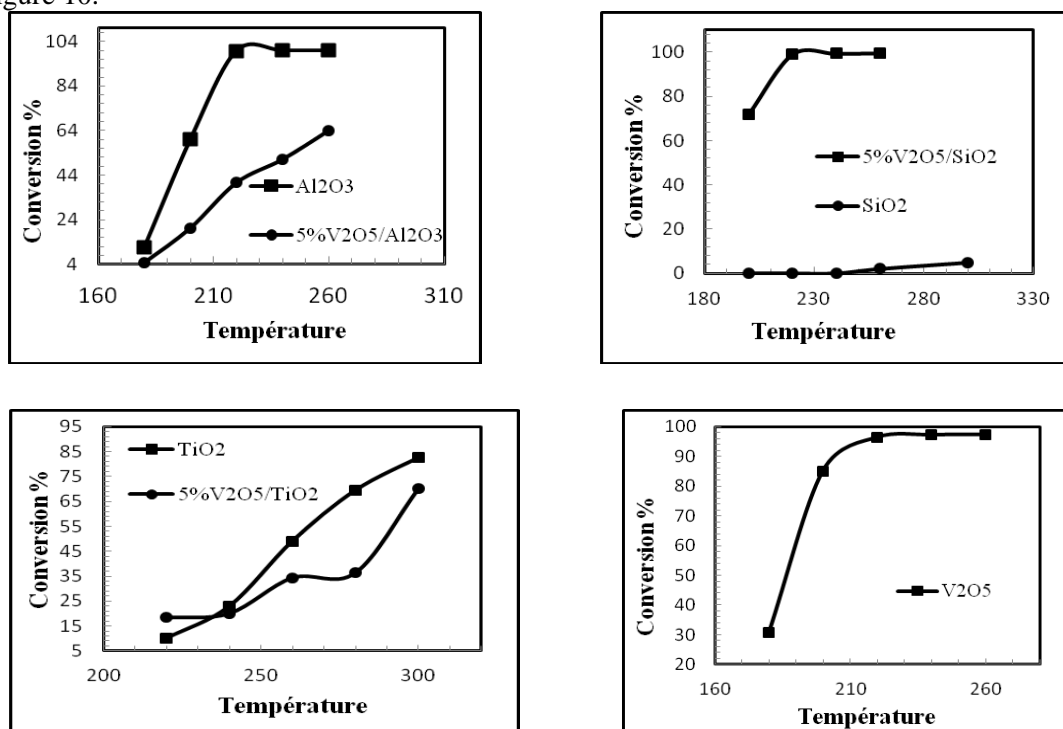 gure 10.
104
84
64
44
24
4
160 210 260 310
Conversion %
Température
Al2O3
5%V2O5/Al2O3
100
80
60
40
20
0
180 230 280 330
Conversion %
Température
5%V2O5/SiO2
SiO2
95
85
75
65
55
45
35
25
15
5
200 250 300
Conversion %
Température
TiO2
5%V2O5/TiO2
100
90
80
70
60
50
40
30
20
160 210 260
Conversion %
Température
V2O5